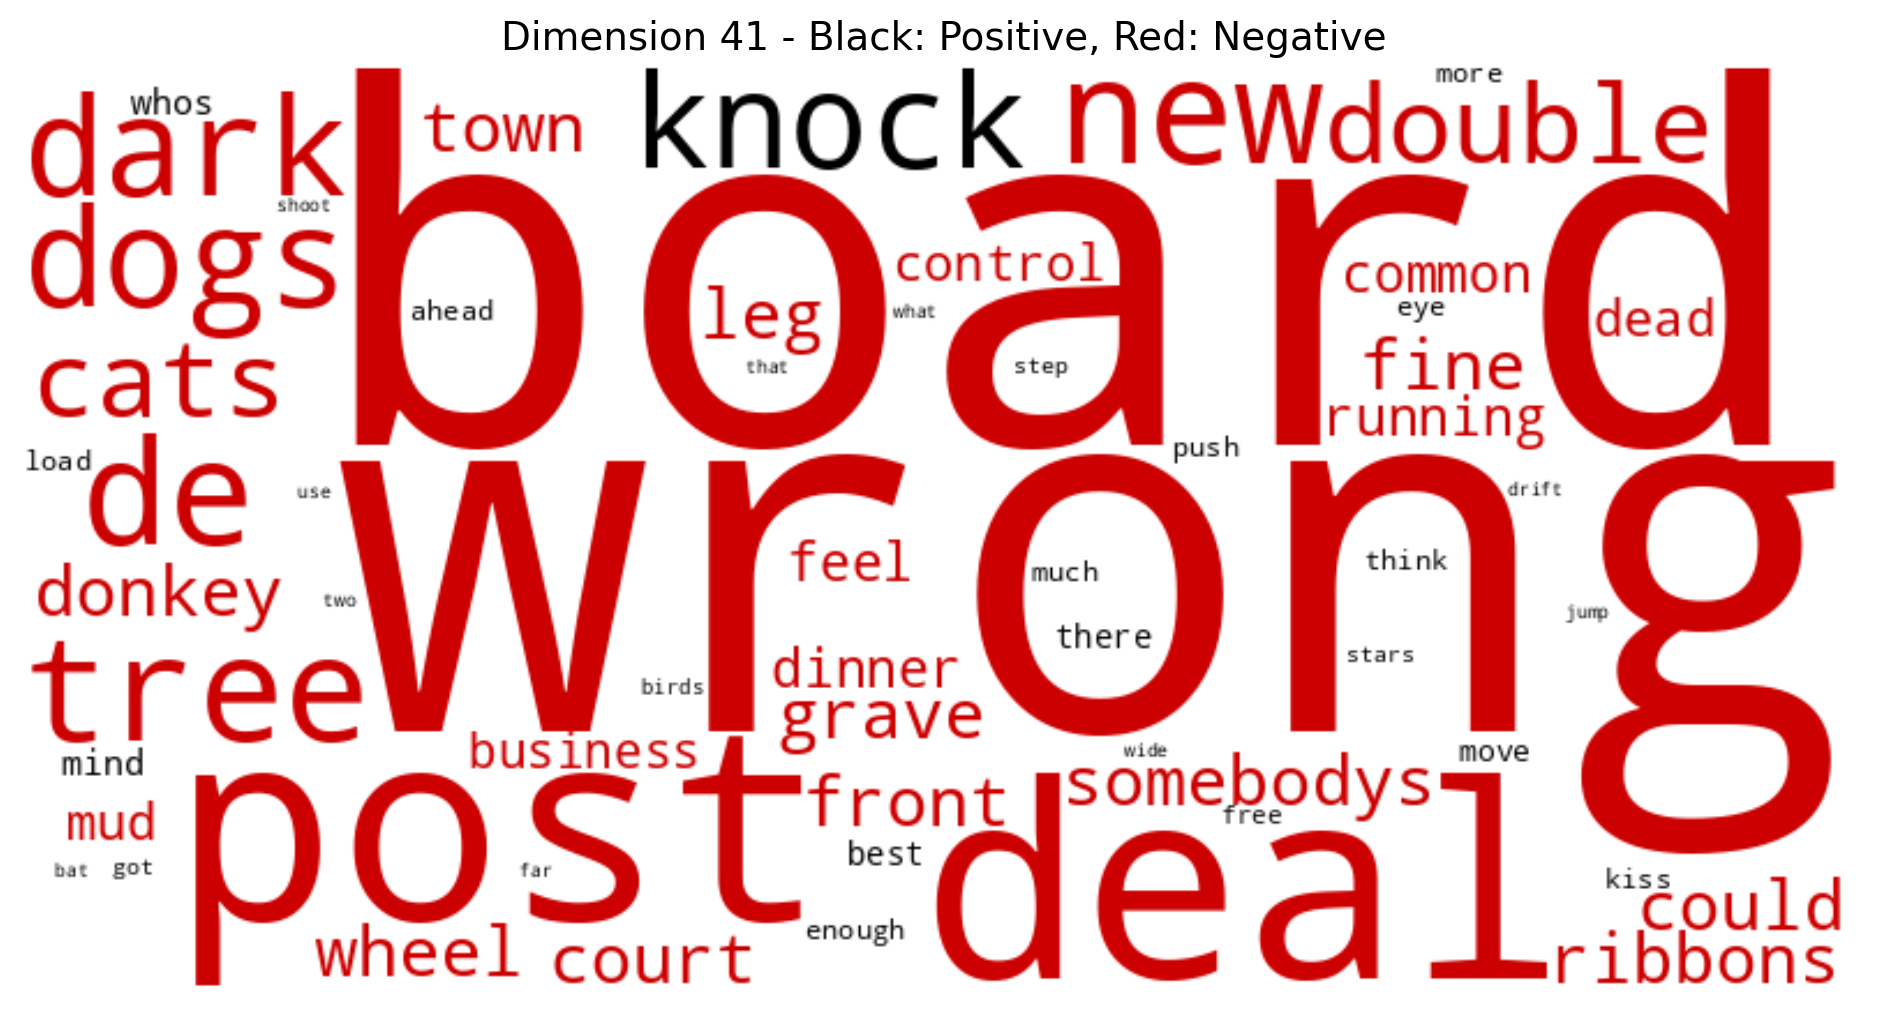 Dimension 41 - Black: Positive, Red: Negative
more
whos
dark
town
knock
new
double
shoot
board
dogs
control
common
ahead
leg
what
eye
dead
that
step
fine
cats
running
push
load
de
use
drift
wrong
feel
much
think
donkey
two
jump
there
stars
tree
dinner
birds
grave
business
wide
move
mind
post
front
somebodys
deal
free
mud
best
bat
got
far
kiss
could
enough
wheel
court
ribbons